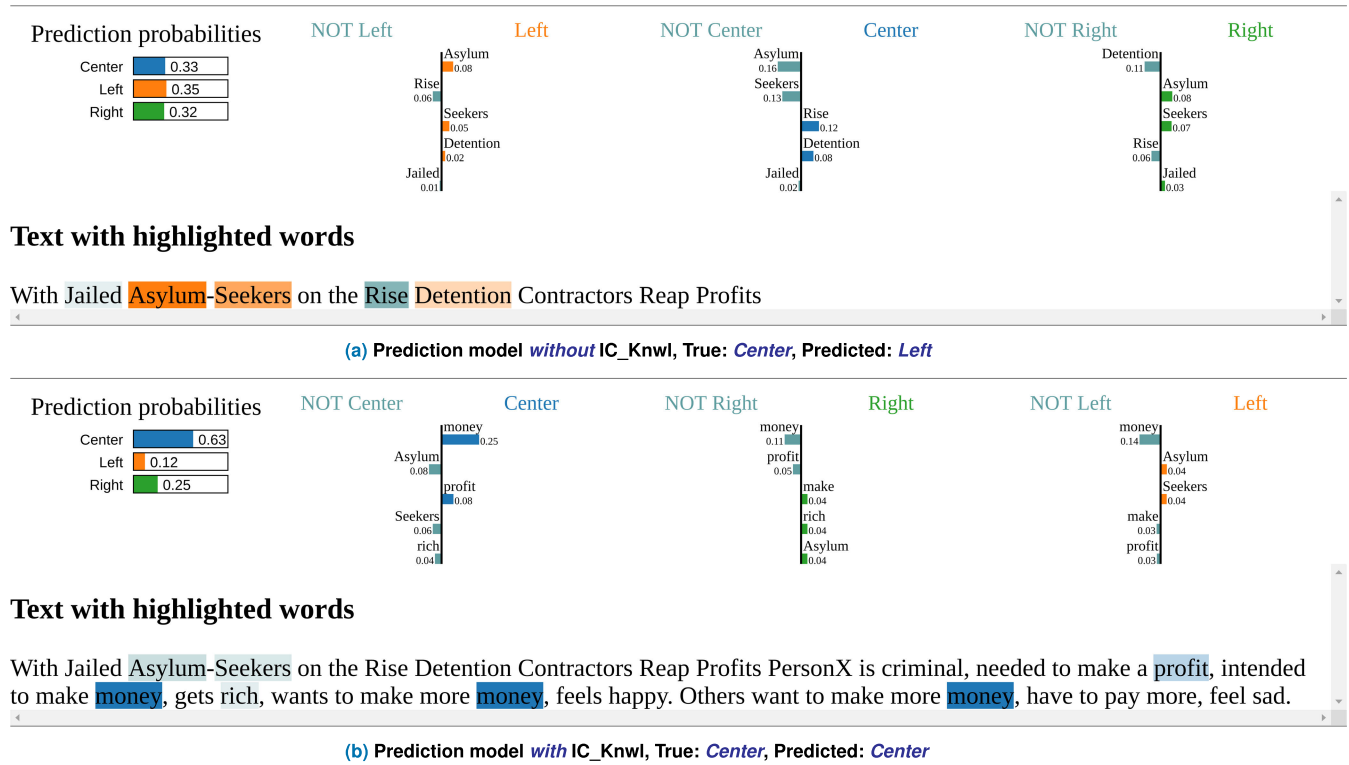 Prediction probabilities
Center 0.33
Left 0.35
Right 0.32
NOT Left Left
Asylum
0.08
Rise
0.06
Seekers
0.05
Detention
0.02
Jailed
0.01
NOT Center Center
Asylum
0.16
Seekers
0.13
Rise
0.12
Detention
0.08
Jailed
0.02
NOT Right Right
Detention
0.11
Asylum
0.08
Seekers
0.07
Rise
0.06
Jailed
0.03
Text with highlighted words
With Jailed Asylum-Seekers on the Rise Detention Contractors Reap Profits
(a) Prediction model without IC_Knwl, True: Center, Predicted: Left
Prediction probabilities
Center 0.63
Left 0.12
Right 0.25
NOT Center Center
money
0.25
Asylum
0.08
profit
0.08
Seekers
0.06
rich
0.04
NOT Right Right
money
0.11
profit
0.05
make
0.04
rich
0.04
Asylum
0.04
NOT Left Left
money
0.14
Asylum
0.04
Seekers
0.04
make
0.03
profit
0.03
Text with highlighted words
With Jailed Asylum-Seekers on the Rise Detention Contractors Reap Profits PersonX is criminal, needed to make a profit, intended
to make money, gets rich, wants to make more money, feels happy. Others want to make more money, have to pay more, feel sad.
(b) Prediction model with IC_Knwl, True: Center, Predicted: Center